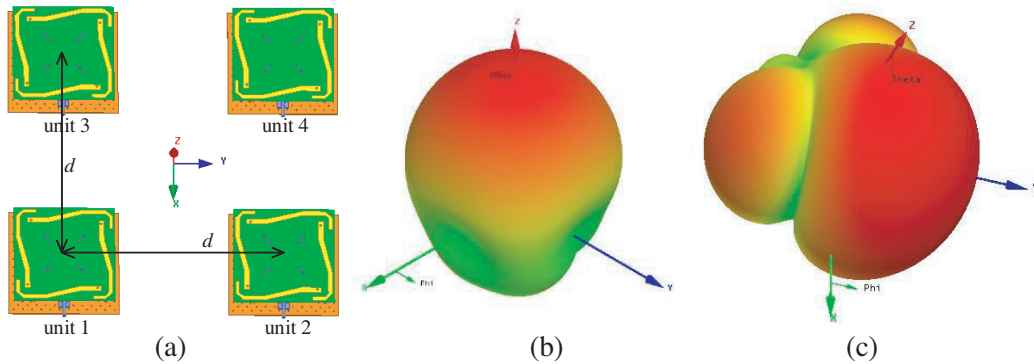 unit 3
unit 4
d
Z
Y
X
d
unit 1
unit 2
(a)
Z
X
Phi
Y
(b)
Z
Theta
X
Phi
(c)